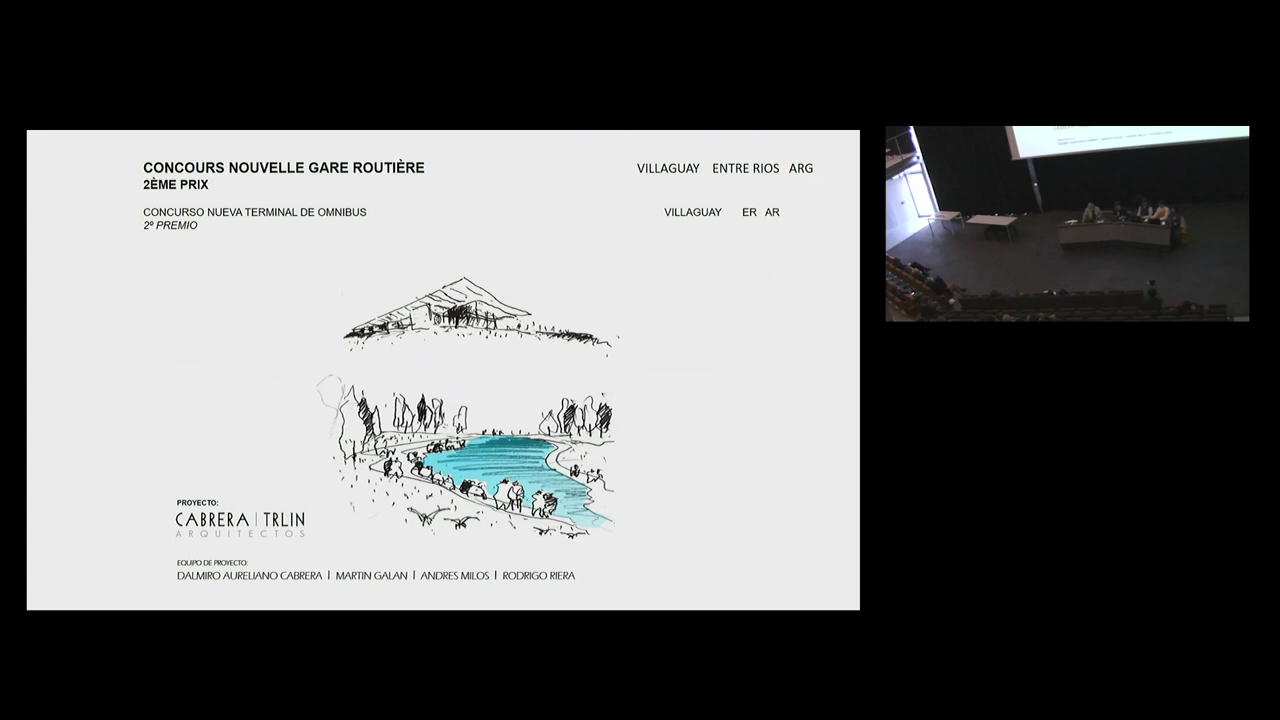 CONCOURS NOUVELLE GARE ROUTIÈRE
2ÈME PRIX
VILLAGUAY ENTRE RIOS ARG
CONCURSO NUEVA TERMINAL DE OMNIBUS
2º PREMIO
VILLAGUAY ER AR
PROYECTO:
CABRERA | TRLIN
ARQUITECTOS
EQUIPO DE PROYECTO:
DALMIRO AURELIANO CABRERA | MARTIN GALAN | ANDRES MILOS | RODRIGO RIERA